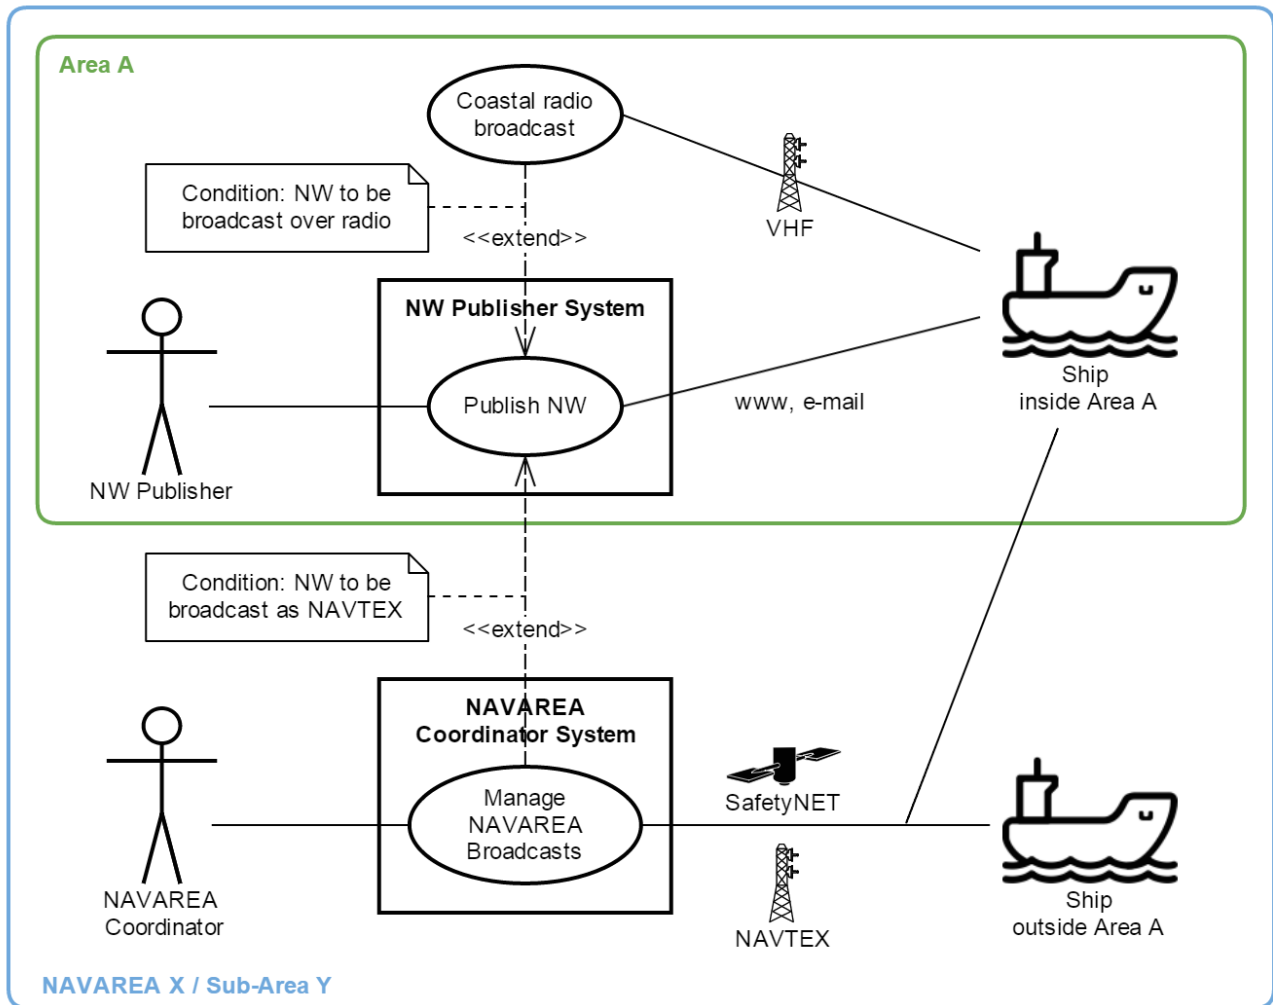 Area A
Coastal radio
broadcast
Condition: NW to be
broadcast over radio
<<extend>>
VHF
NW Publisher System
Publish NW
www, e-mail
Ship
inside Area A
NW Publisher
Condition: NW to be
broadcast as NAVTEX
<<extend>>
NAVAREA
Coordinator System
Manage
NAVAREA
Broadcasts
SafetyNET
NAVTEX
NAVAREA
Coordinator
Ship
outside Area A
NAVAREA X / Sub-Area Y